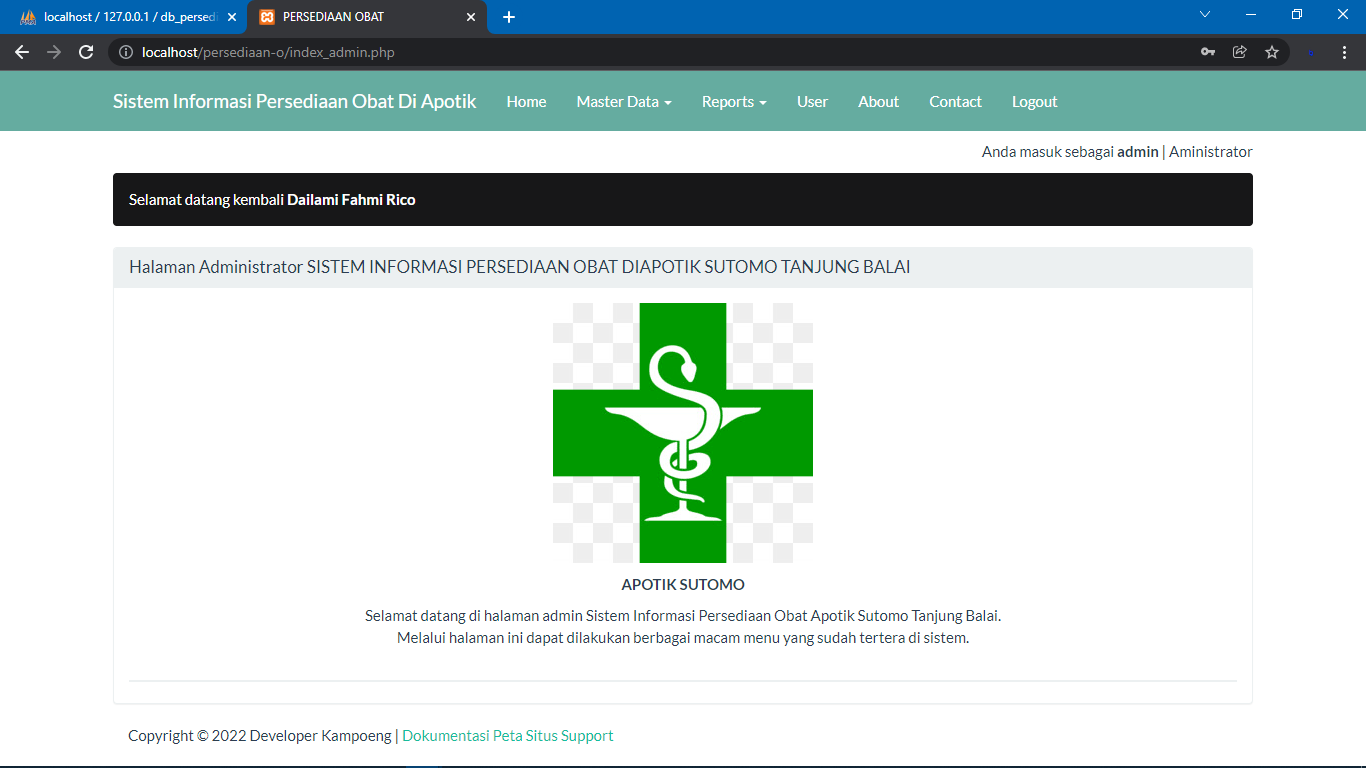 localhost / 127.0.0.1 / db_persedi
PERSEDIAAN OBAT
localhost/persediaan-o/index_admin.php
Sistem Informasi Persediaan Obat Di Apotik Home Master Data Reports User About Contact Logout
Anda masuk sebagai admin | Aministrator
Selamat datang kembali Dailami Fahmi Rico
Halaman Administrator SISTEM INFORMASI PERSEDIAAN OBAT DIAPOTIK SUTOMO TANJUNG BALAI
APOTIK SUTOMO
Selamat datang di halaman admin Sistem Informasi Persediaan Obat Apotik Sutomo Tanjung Balai.
Melalui halaman ini dapat dilakukan berbagai macam menu yang sudah tertera di sistem.
Copyright © 2022 Developer Kampoeng | Dokumentasi Peta Situs Support